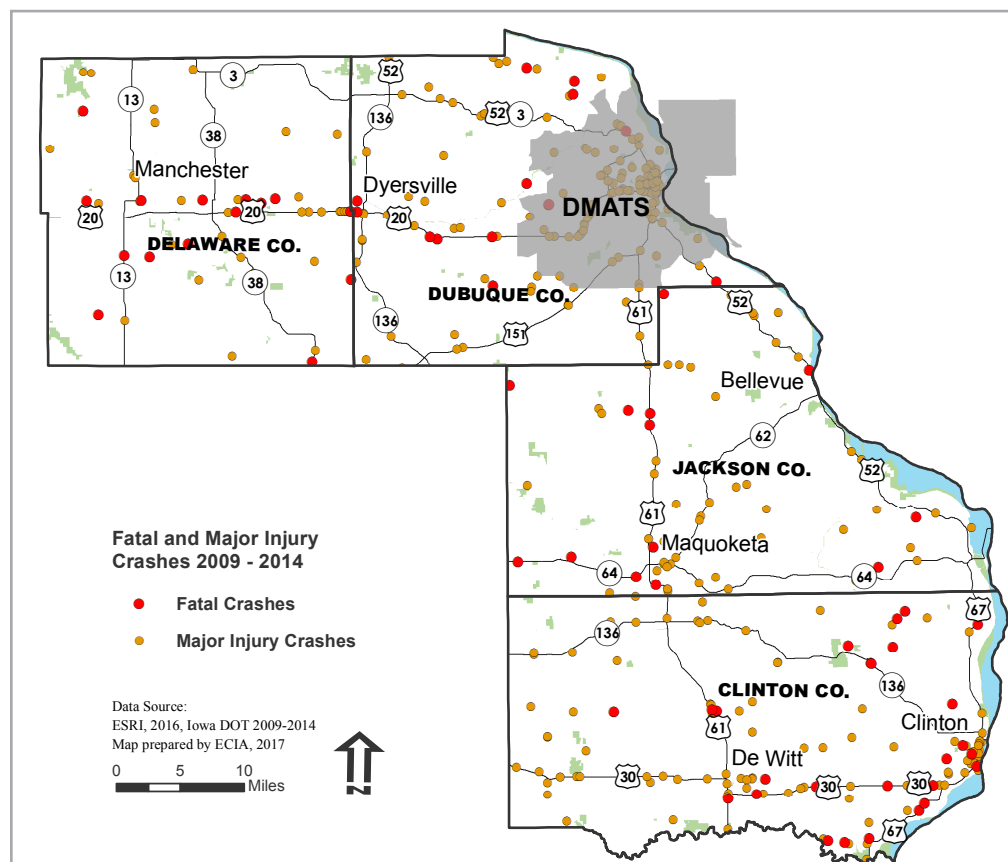 52
3
13
136
52
3
38
Manchester
Dyersville
20
20
20
DMATS
DELAWARE CO.
13
38
DUBUQUE CO.
136
151
61
52
Bellevue
62
JACKSON CO.
52
61
Maquoketa
64
64
67
Fatal and Major Injury
Crashes 2009 - 2014
Fatal Crashes
Major Injury Crashes
136
CLINTON CO.
136
61
Clinton
De Witt
30
30
30
67
Data Source:
ESRI, 2016, Iowa DOT 2009-2014
Map prepared by ECIA, 2017
0 5 10
Miles
N